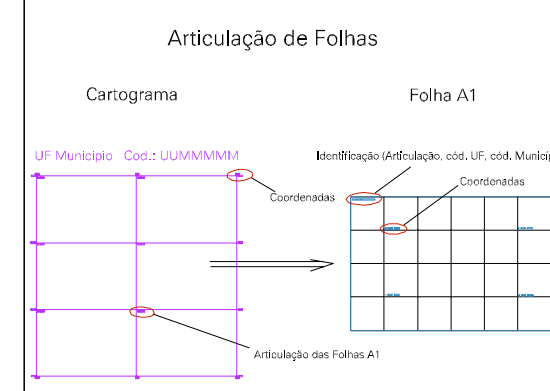 Articulação de Folhas
Cartograma
Folha A1
UF Municipio Cod.: UUMMMMM
Identificação (Articulação, cód. UF, cód. Municíp
Coordenadas
Coordenadas
Articulação das Folhas A1